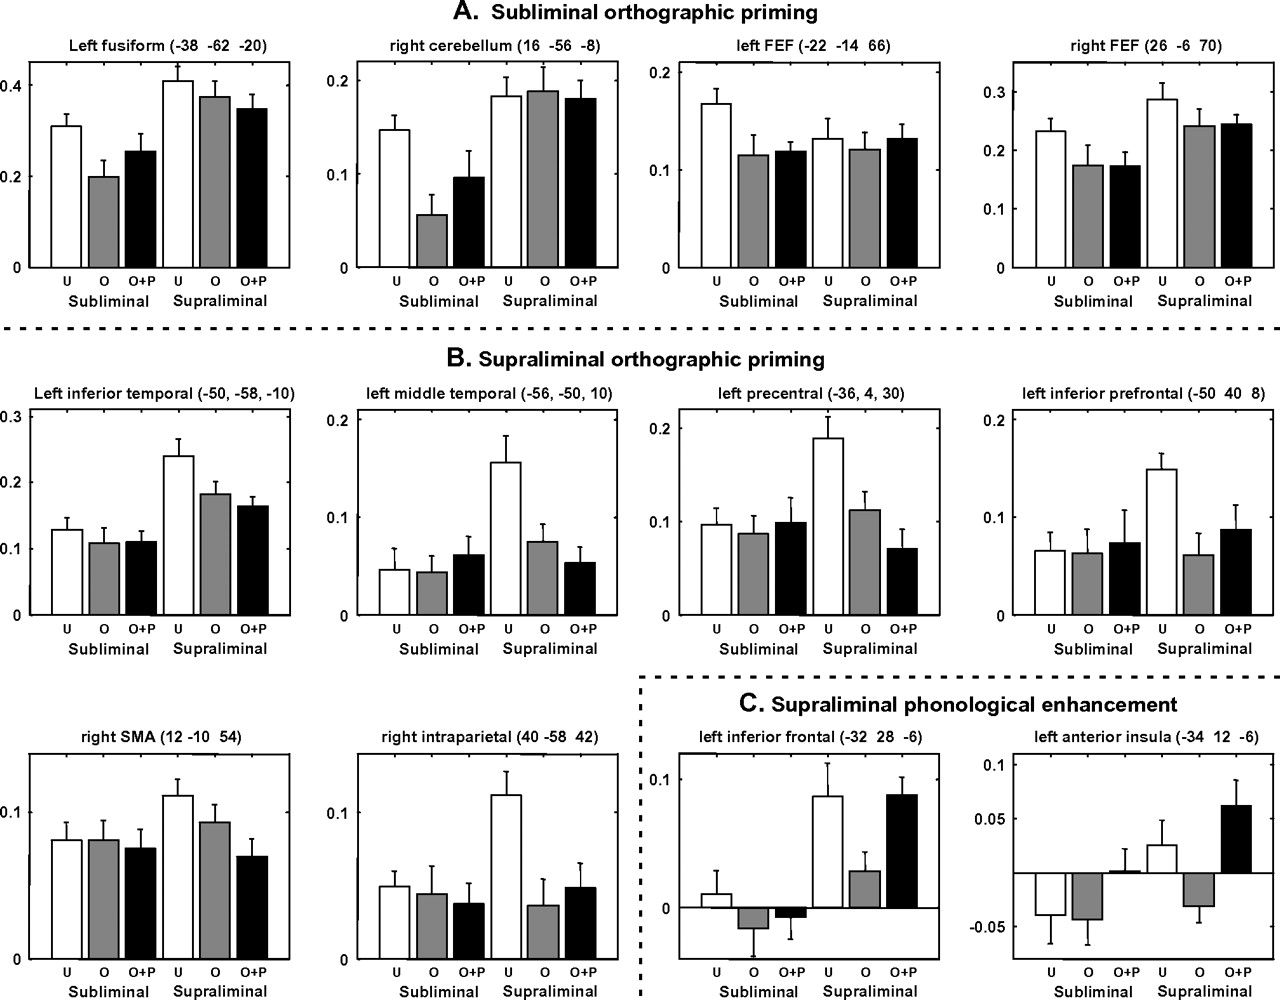 A. Subliminal orthographic priming
Left fusiform (-38 -62 -20)
0.4
0.2
0
U O O+P U O O+P
Subliminal Supraliminal
right cerebellum (16 -56 -8)
0.2
0.1
0
U O O+P U O O+P
Subliminal Supraliminal
left FEF (-22 -14 66)
0.2
0.1
0
U O O+P U O O+P
Subliminal Supraliminal
right FEF (26 -6 70)
0.3
0.2
0.1
0
U O O+P U O O+P
Subliminal Supraliminal
B. Supraliminal orthographic priming
Left inferior temporal (-50, -58, -10)
0.3
0.2
0.1
0
U O O+P U O O+P
Subliminal Supraliminal
left middle temporal (-56, -50, 10)
0.2
0.1
0
U O O+P U O O+P
Subliminal Supraliminal
left precentral (-36, 4, 30)
0.2
0.1
0
U O O+P U O O+P
Subliminal Supraliminal
left inferior prefrontal (-50 40 8)
0.2
0.1
0
U O O+P U O O+P
Subliminal Supraliminal
right SMA (12 -10 54)
0.1
0
U O O+P U O O+P
Subliminal Supraliminal
right intraparietal (40 -58 42)
0.1
0
U O O+P U O O+P
Subliminal Supraliminal
C. Supraliminal phonological enhancement
left inferior frontal (-32 28 -6)
0.1
0
U O O+P U O O+P
Subliminal Supraliminal
left anterior insula (-34 12 -6)
0.1
0.05
-0.05
U O O+P U O O+P
Subliminal Supraliminal